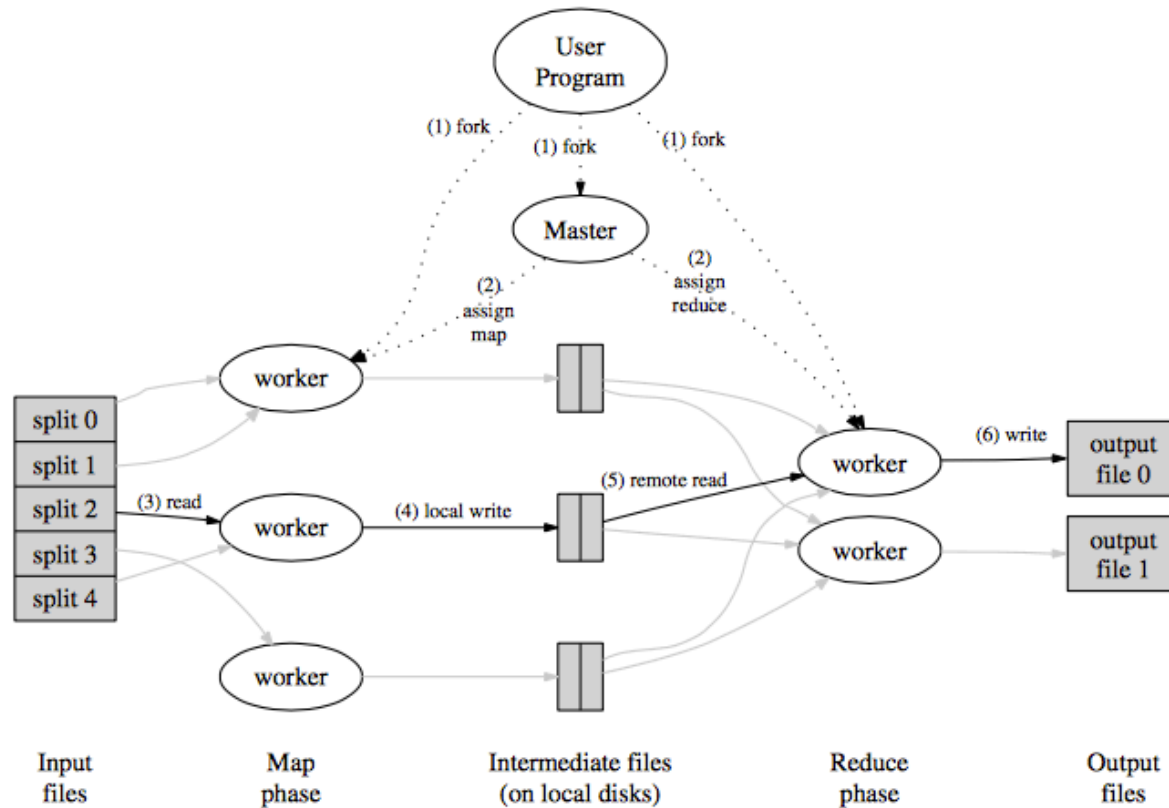 User
Program
(1) fork
(1) fork
(1) fork
Master
(2)
assign
map
(2)
assign
reduce
worker
split 0
split 1
split 2
split 3
split 4
(3) read
worker
(4) local write
worker
(5) remote read
worker
worker
(6) write
output
file 0
output
file 1
Input
files
Map
phase
Intermediate files
(on local disks)
Reduce
phase
Output
files